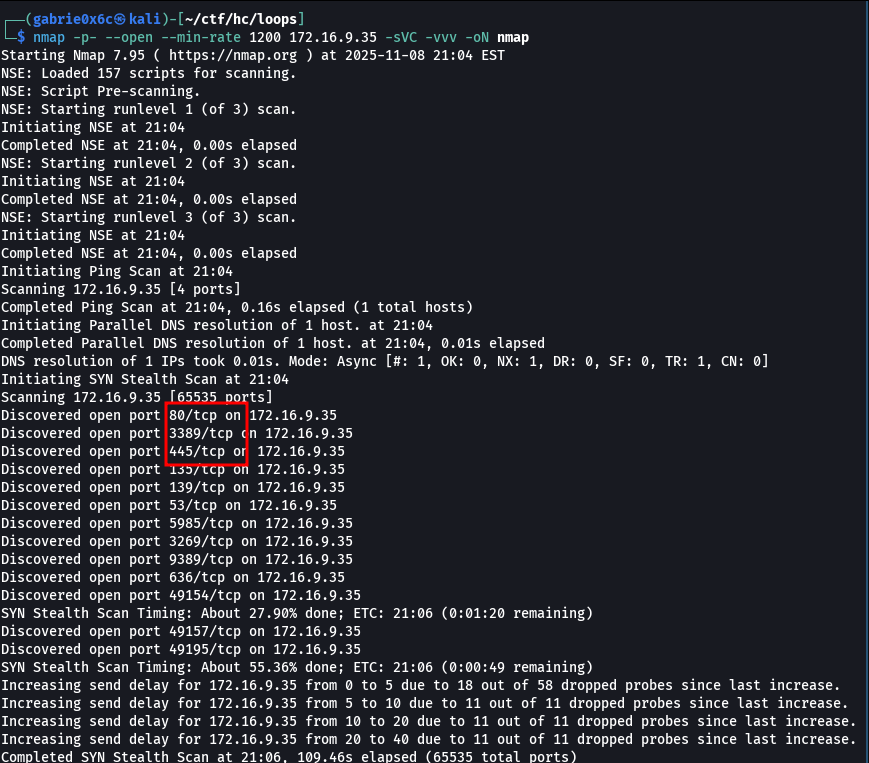 ┌──(gabrie0x6c㉿kali)-[~/ctf/hc/loops]
└─$ nmap -p- --open --min-rate 1200 172.16.9.35 -sVC -vvv -oN nmap
Starting Nmap 7.95 ( https://nmap.org ) at 2025-11-08 21:04 EST
NSE: Loaded 157 scripts for scanning.
NSE: Script Pre-scanning.
NSE: Starting runlevel 1 (of 3) scan.
Initiating NSE at 21:04
Completed NSE at 21:04, 0.00s elapsed
NSE: Starting runlevel 2 (of 3) scan.
Initiating NSE at 21:04
Completed NSE at 21:04, 0.00s elapsed
NSE: Starting runlevel 3 (of 3) scan.
Initiating NSE at 21:04
Completed NSE at 21:04, 0.00s elapsed
Initiating Ping Scan at 21:04
Scanning 172.16.9.35 [4 ports]
Completed Ping Scan at 21:04, 0.16s elapsed (1 total hosts)
Initiating Parallel DNS resolution of 1 host. at 21:04
Completed Parallel DNS resolution of 1 host. at 21:04, 0.01s elapsed
DNS resolution of 1 IPs took 0.01s. Mode: Async [#: 1, OK: 0, NX: 1, DR: 0, SF: 0, TR: 1, CN: 0]
Initiating SYN Stealth Scan at 21:04
Scanning 172.16.9.35 [65535 ports]
Discovered open port 80/tcp on 172.16.9.35
Discovered open port 3389/tcp on 172.16.9.35
Discovered open port 445/tcp on 172.16.9.35
Discovered open port 135/tcp on 172.16.9.35
Discovered open port 139/tcp on 172.16.9.35
Discovered open port 53/tcp on 172.16.9.35
Discovered open port 5985/tcp on 172.16.9.35
Discovered open port 3269/tcp on 172.16.9.35
Discovered open port 9389/tcp on 172.16.9.35
Discovered open port 636/tcp on 172.16.9.35
Discovered open port 49154/tcp on 172.16.9.35
SYN Stealth Scan Timing: About 27.90% done; ETC: 21:06 (0:01:20 remaining)
Discovered open port 49157/tcp on 172.16.9.35
Discovered open port 49195/tcp on 172.16.9.35
SYN Stealth Scan Timing: About 55.36% done; ETC: 21:06 (0:00:49 remaining)
Increasing send delay for 172.16.9.35 from 0 to 5 due to 18 out of 58 dropped probes since last increase.
Increasing send delay for 172.16.9.35 from 5 to 10 due to 11 out of 11 dropped probes since last increase.
Increasing send delay for 172.16.9.35 from 10 to 20 due to 11 out of 11 dropped probes since last increase.
Increasing send delay for 172.16.9.35 from 20 to 40 due to 11 out of 11 dropped probes since last increase.
Completed SYN Stealth Scan at 21:06, 109.46s elapsed (65535 total ports)